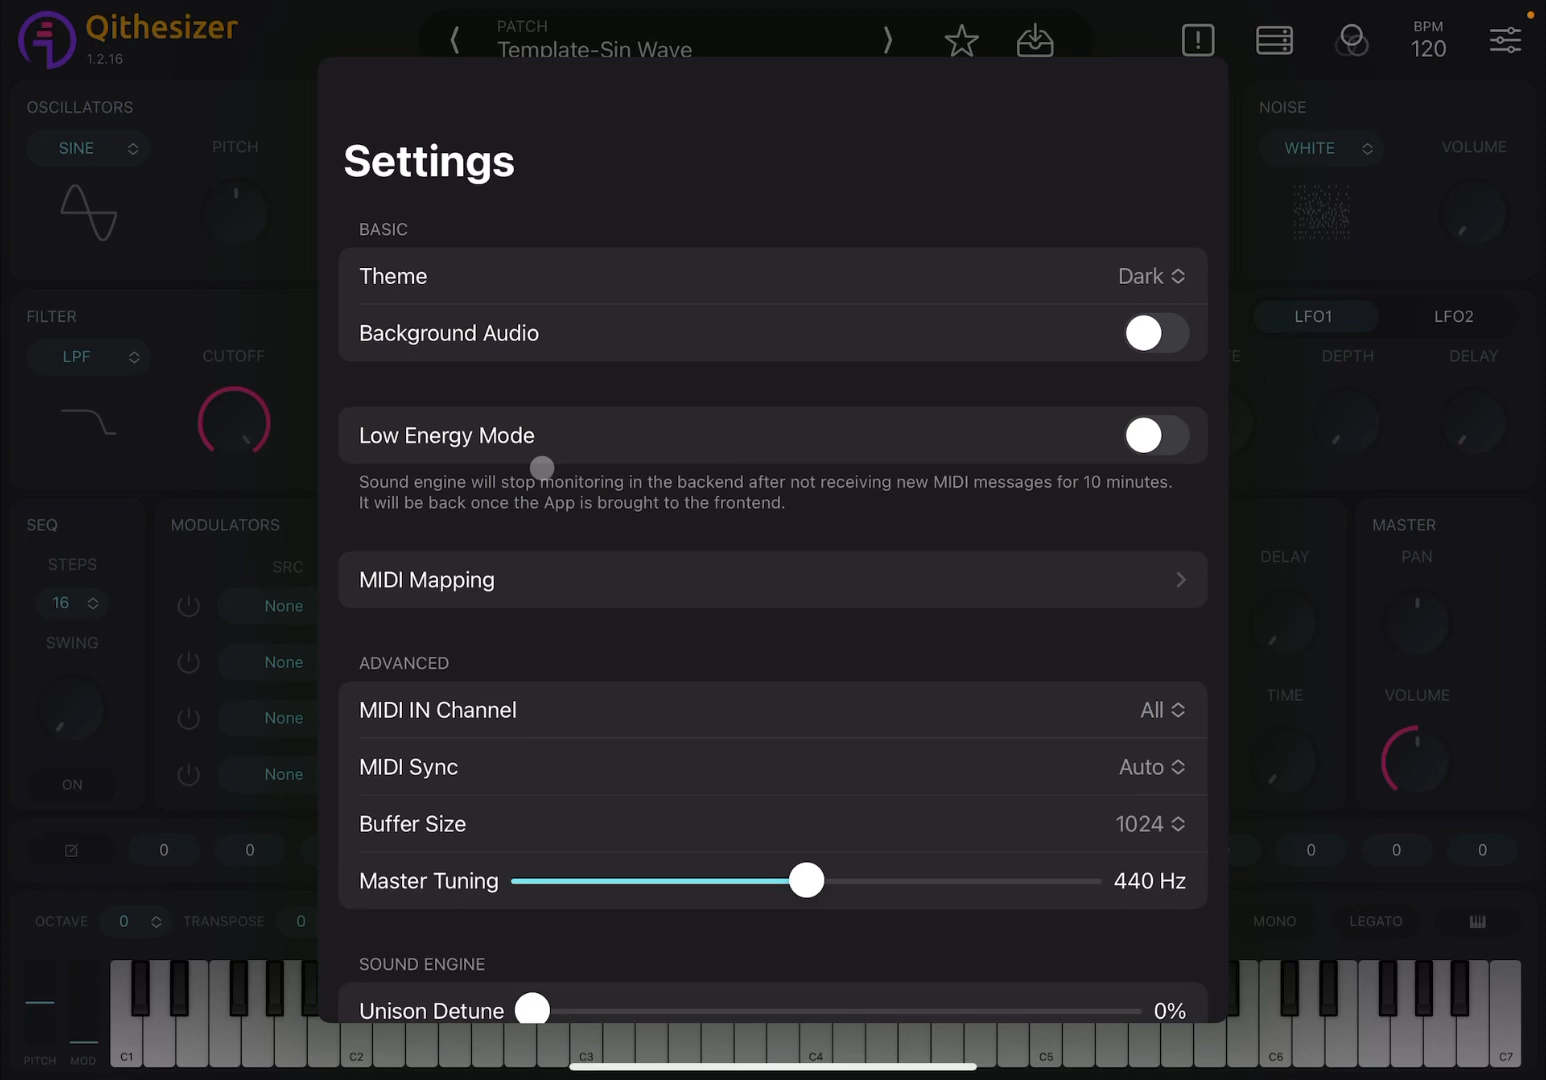 Qithesizer
1.2.16
PATCH
Template-Sin Wave
BPM
120
OSCILLATORS
SINE
PITCH
NOISE
WHITE
VOLUME
FILTER
LPF
CUTOFF
LFO1
LFO2
DEPTH
DELAY
SEQ
STEPS
16
SWING
ON
MODULATORS
SRC
None
None
None
None
Settings
BASIC
Theme
Dark
Background Audio
Low Energy Mode
Sound engine will stop monitoring in the backend after not receiving new MIDI messages for 10 minutes.
It will be back once the App is brought to the frontend.
MIDI Mapping
ADVANCED
MIDI IN Channel
All
MIDI Sync
Auto
Buffer Size
1024
Master Tuning
440 Hz
SOUND ENGINE
Unison Detune
0%
DELAY
TIME
MASTER
PAN
VOLUME
0
0
0
0
0
OCTAVE
0
TRANSPOSE
0
MONO
LEGATO
PITCH
MOD
C1
C2
C3
C4
C5
C6
C7